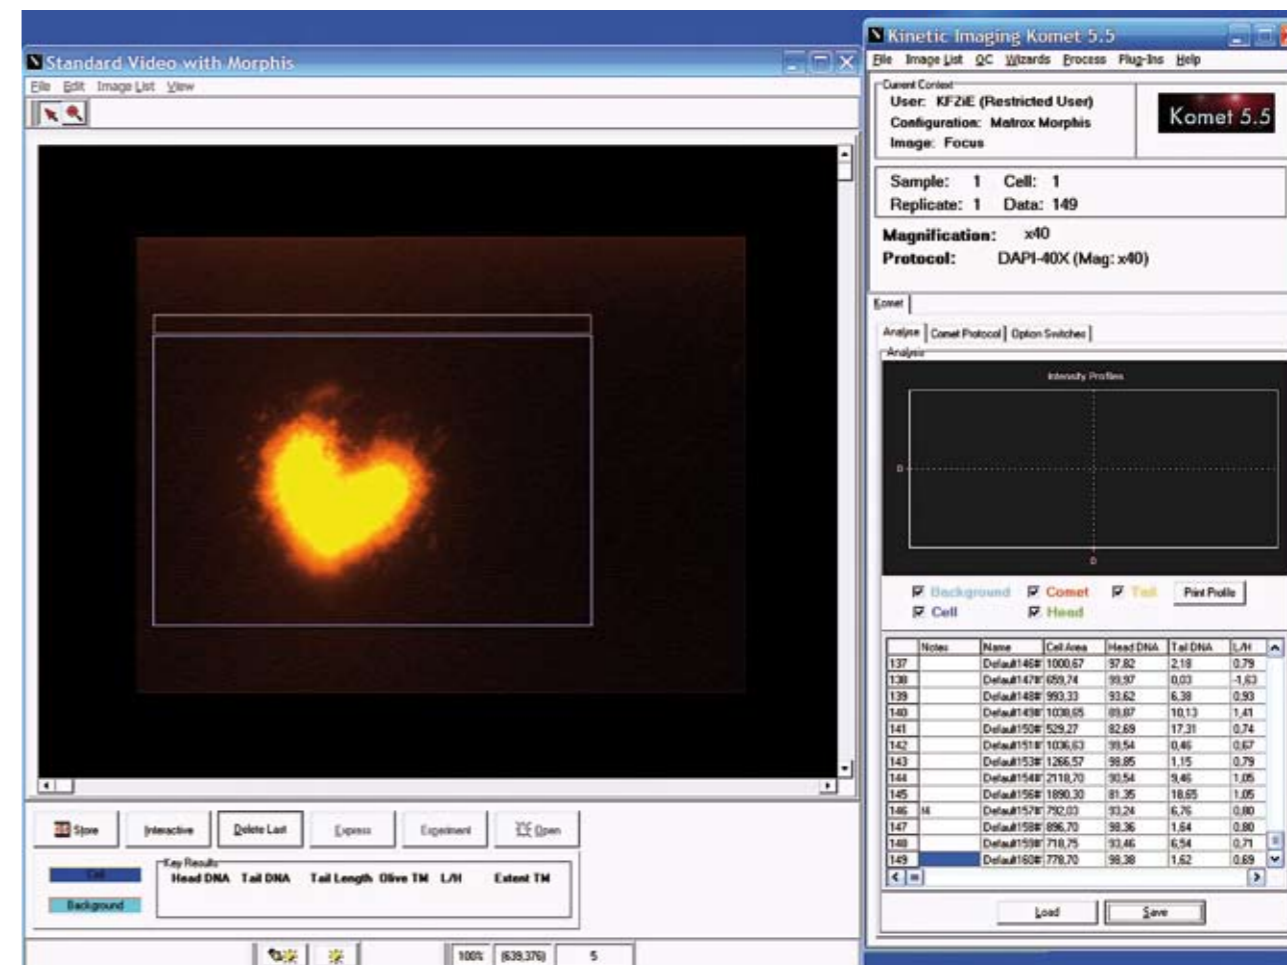 Standard Video with Morphis
File Edit Image List View
Store Interactive Delete Last Express Experiment Open
Cell
Background
Key Results
Head DNA Tail DNA Tail Length Olive TM L/H Extent TM
100% (639,376) 5
Kinetic Imaging Komet 5.5
File Image List QC Wizards Process Plug-Ins Help
Current Context
User: KFZiE (Restricted User)
Configuration: Matrox Morphis
Image: Focus
Komet 5.5
Sample: 1 Cell: 1
Replicate: 1 Data: 149
Magnification: x40
Protocol: DAPI-40X (Mag: x40)
Komet
Analyse Comet Protocol Option Switches
Analysis
Intensity Profiles
0
0
Background Comet Tail Print Profile
Cell Head
Notes Name Cell Area Head DNA Tail DNA L/H
137 Default146# 1000,67 97,82 2,18 0,79
138 Default147# 659,74 99,97 0,03 -1,63
139 Default148# 993,33 93,62 6,38 0,93
140 Default149# 1038,65 89,87 10,13 1,41
141 Default150# 529,27 82,69 17,31 0,74
142 Default151# 1036,63 99,54 0,46 0,67
143 Default153# 1266,57 98,85 1,15 0,79
144 Default154# 2118,70 90,54 9,46 1,05
145 Default156# 1890,30 81,35 18,65 1,05
146 Default157# 792,03 93,24 6,76 0,80
147 Default158# 896,70 98,36 1,64 0,80
148 Default159# 718,75 93,46 6,54 0,71
149 Default160# 778,70 98,38 1,62 0,69
Load Save